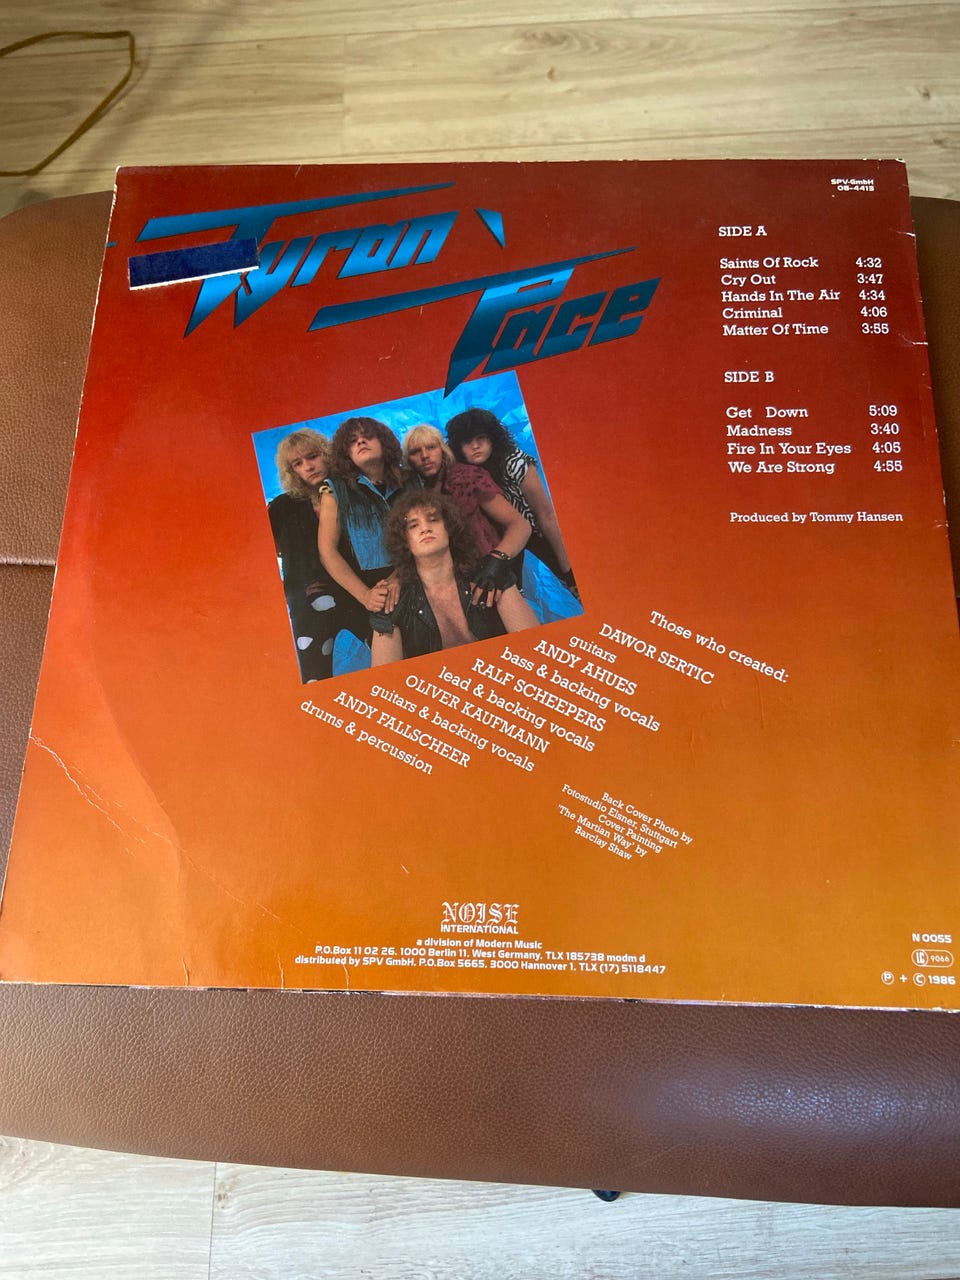 SPV-GmbH
08-4413
Tyran'
Pace
SIDE A
Saints Of Rock 4:32
Cry Out 3:47
Hands In The Air 4:34
Criminal 4:06
Matter Of Time 3:55
SIDE B
Get Down 5:09
Madness 3:40
Fire In Your Eyes 4:05
We Are Strong 4:55
Produced by Tommy Hansen
Those who created:
DAWOR SERTIC
guitars
ANDY AHUES
bass & backing vocals
RALF SCHEEPERS
lead & backing vocals
OLIVER KAUFMANN
guitars & backing vocals
ANDY FALLSCHEER
drums & percussion
Back Cover Photo by
Fotostudio Elsner, Stuttgart
Cover Painting
'The Martian Way' by
Barclay Shaw
NOISE
INTERNATIONAL
a division of Modern Music
P.O.Box 11 02 26, 1000 Berlin 11, West Germany, TLX 185738 modm d
distributed by SPV GmbH, P.O.Box 5665, 3000 Hannover 1, TLX (17) 5118447
N 0055
LC 9066
Ⓟ + © 1986